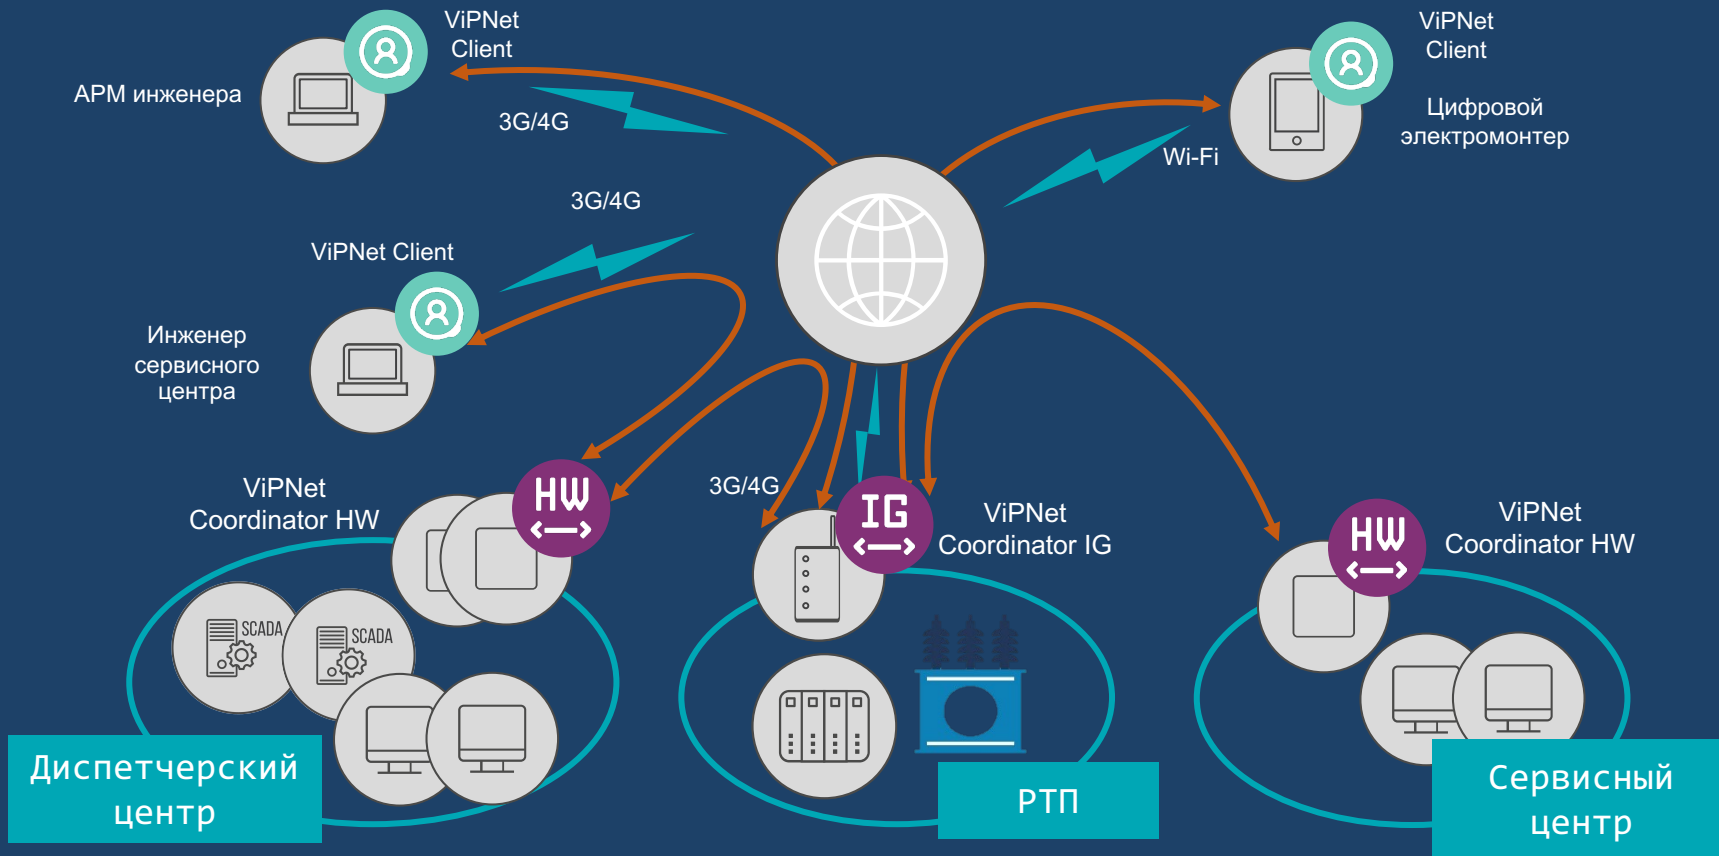 ViPNet
Client
АРМ инженера
3G/4G
ViPNet
Client
Цифровой
электромонтер
Wi-Fi
3G/4G
ViPNet Client
Инженер
сервисного
центра
ViPNet
Coordinator HW
HW
3G/4G
IG
ViPNet
Coordinator IG
HW
ViPNet
Coordinator HW
SCADA
SCADA
Диспетчерский
центр
РТП
Сервисный
центр